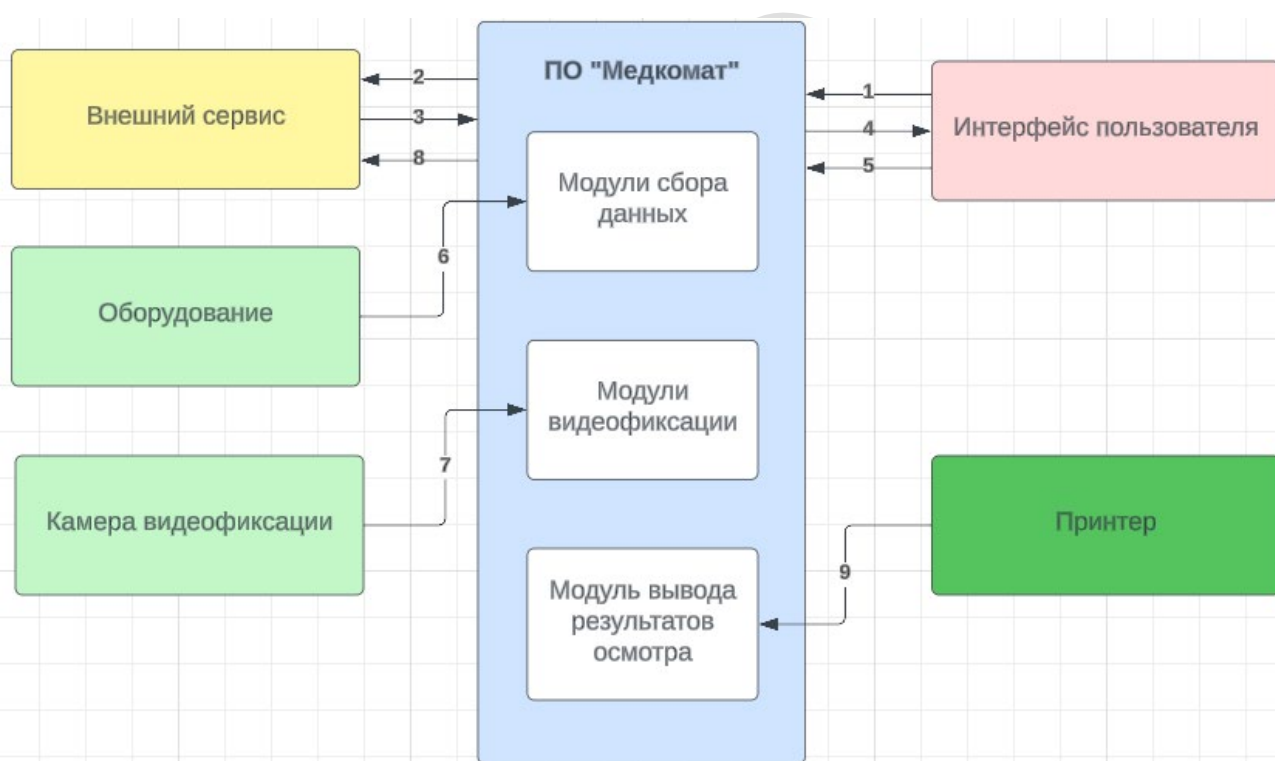 ПО "Медкомат"
Внешний сервис
2
3
8
1
4
5
Интерфейс пользователя
Модули сбора
данных
6
Оборудование
Модули
видеофиксации
7
Камера видеофиксации
Принтер
9
Модуль вывода
результатов
осмотра